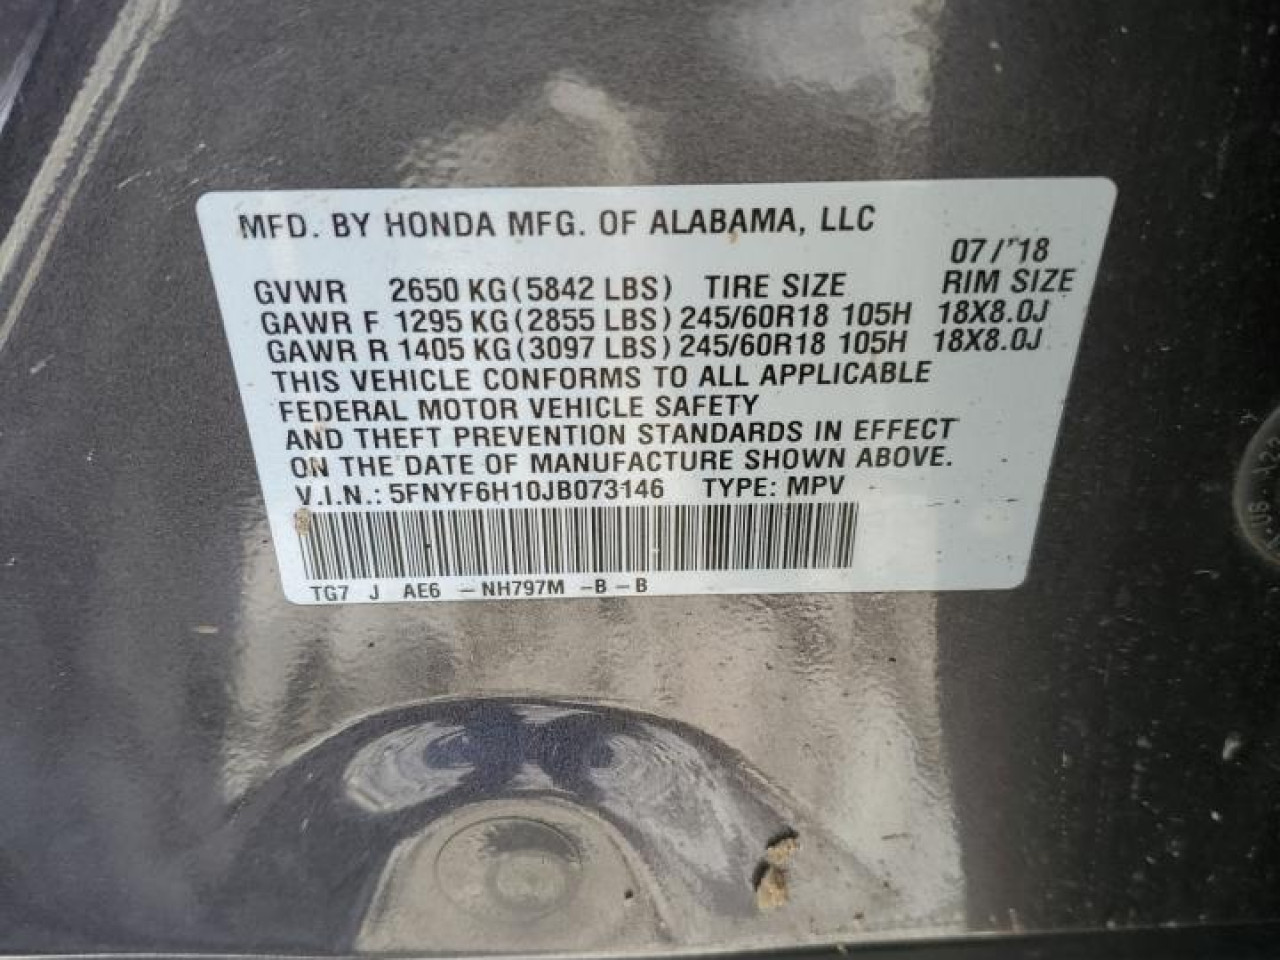 MFD. BY HONDA MFG. OF ALABAMA, LLC
07/'18
GVWR 2650 KG(5842 LBS) TIRE SIZE RIM SIZE
GAWR F 1295 KG(2855 LBS) 245/60R18 105H 18X8.0J
GAWR R 1405 KG(3097 LBS) 245/60R18 105H 18X8.0J
THIS VEHICLE CONFORMS TO ALL APPLICABLE
FEDERAL MOTOR VEHICLE SAFETY
AND THEFT PREVENTION STANDARDS IN EFFECT
ON THE DATE OF MANUFACTURE SHOWN ABOVE.
V.I.N.: 5FNYF6H10JB073146 TYPE: MPV
TG7 J AE6 - NH797M -B - B